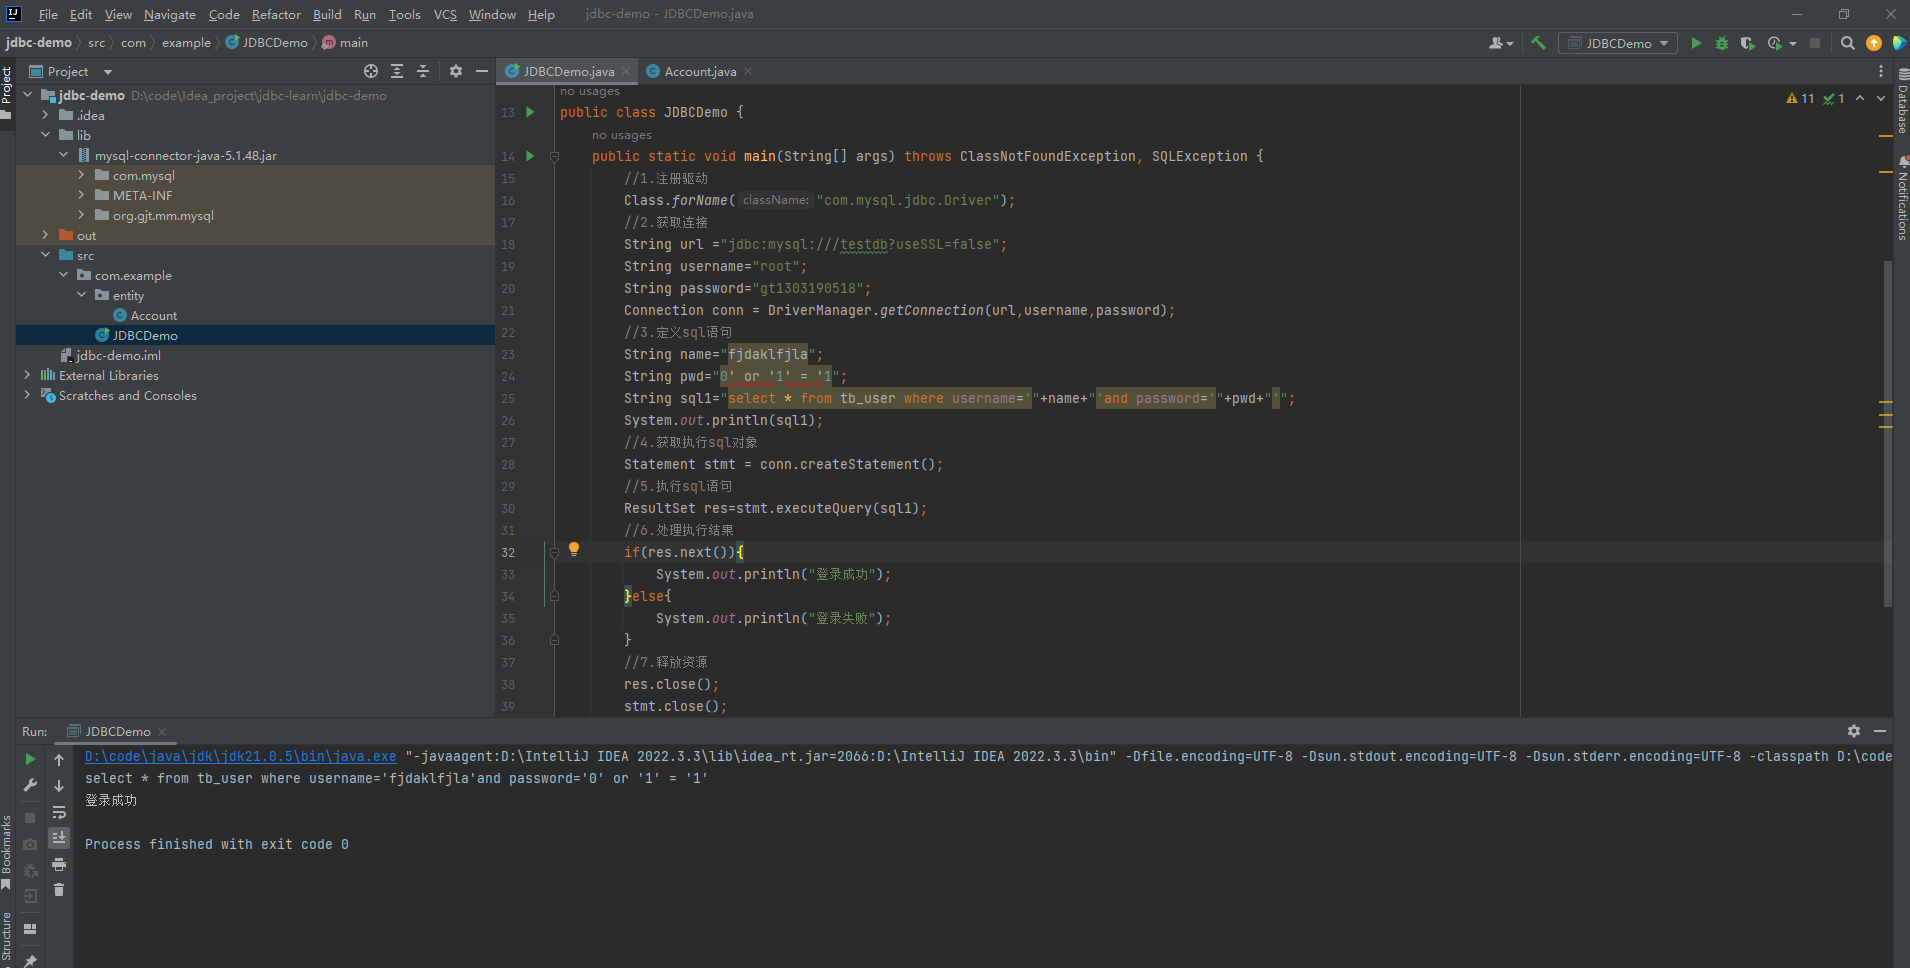 File Edit View Navigate Code Refactor Build Run Tools VCS Window Help jdbc-demo - JDBCDemo.java
jdbc-demo src com example JDBCDemo main JDBCDemo
Project
Project
JDBCDemo.java Account.java
jdbc-demo D:\code\Idea_project\jdbc-learn\jdbc-demo
.idea
lib
mysql-connector-java-5.1.48.jar
com.mysql
META-INF
org.gjt.mm.mysql
out
src
com.example
entity
Account
JDBCDemo
jdbc-demo.iml
External Libraries
Scratches and Consoles
no usages
11 1
13 public class JDBCDemo {
no usages
14 public static void main(String[] args) throws ClassNotFoundException, SQLException {
15 //1.注册驱动
16 Class.forName( className: "com.mysql.jdbc.Driver");
17 //2.获取连接
18 String url ="jdbc:mysql:///testdb?useSSL=false";
19 String username="root";
20 String password="gt1303190518";
21 Connection conn = DriverManager.getConnection(url,username,password);
22 //3.定义sql语句
23 String name="fjdaklfjla";
24 String pwd="0' or '1' = '1";
25 String sql1="select * from tb_user where username='"+name+"'and password='"+pwd+"'";
26 System.out.println(sql1);
27 //4.获取执行sql对象
28 Statement stmt = conn.createStatement();
29 //5.执行sql语句
30 ResultSet res=stmt.executeQuery(sql1);
31 //6.处理执行结果
32 if(res.next()){
33 System.out.println("登录成功");
34 }else{
35 System.out.println("登录失败");
36 }
37 //7.释放资源
38 res.close();
39 stmt.close();
Database
Notifications
Run: JDBCDemo
D:\code\java\jdk\jdk21.0.5\bin\java.exe "-javaagent:D:\IntelliJ IDEA 2022.3.3\lib\idea_rt.jar=2066:D:\IntelliJ IDEA 2022.3.3\bin" -Dfile.encoding=UTF-8 -Dsun.stdout.encoding=UTF-8 -Dsun.stderr.encoding=UTF-8 -classpath D:\code
select * from tb_user where username='fjdaklfjla'and password='0' or '1' = '1'
登录成功
Process finished with exit code 0
Bookmarks
Structure